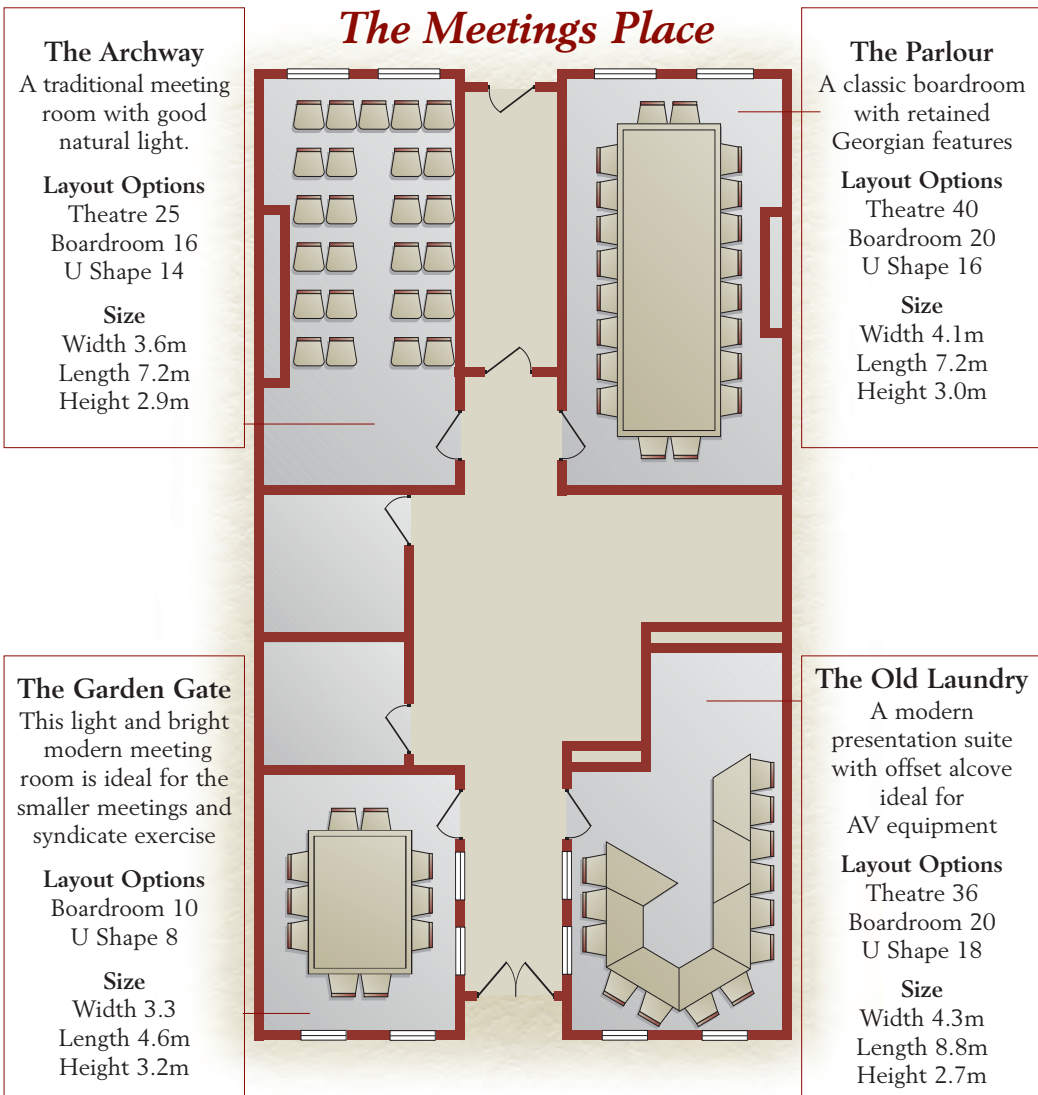 The Meetings Place
The Archway
A traditional meeting
room with good
natural light.
Layout Options
Theatre 25
Boardroom 16
U Shape 14
Size
Width 3.6m
Length 7.2m
Height 2.9m
The Parlour
A classic boardroom
with retained
Georgian features
Layout Options
Theatre 40
Boardroom 20
U Shape 16
Size
Width 4.1m
Length 7.2m
Height 3.0m
The Garden Gate
This light and bright
modern meeting
room is ideal for the
smaller meetings and
syndicate exercise
Layout Options
Boardroom 10
U Shape 8
Size
Width 3.3
Length 4.6m
Height 3.2m
The Old Laundry
A modern
presentation suite
with offset alcove
ideal for
AV equipment
Layout Options
Theatre 36
Boardroom 20
U Shape 18
Size
Width 4.3m
Length 8.8m
Height 2.7m